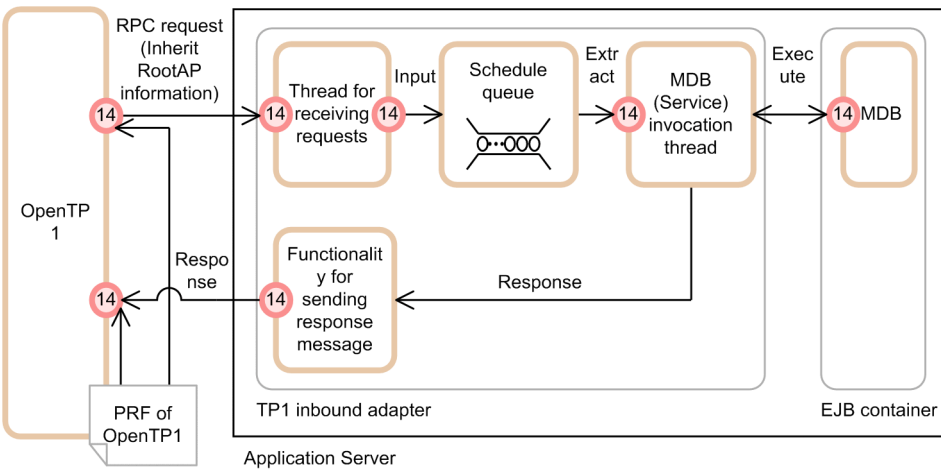 RPC request
(Inherit
RootAP
information)
14
OpenTP
1
Respo
nse
14
PRF of
OpenTP1
14
Thread for
receiving
requests
14
Input
Schedule
queue
Extr
act
14
MDB
(Service)
invocation
thread
Exec
ute
14
MDB
14
Functionalit
y for
sending
response
message
Response
TP1 inbound adapter
EJB container
Application Server